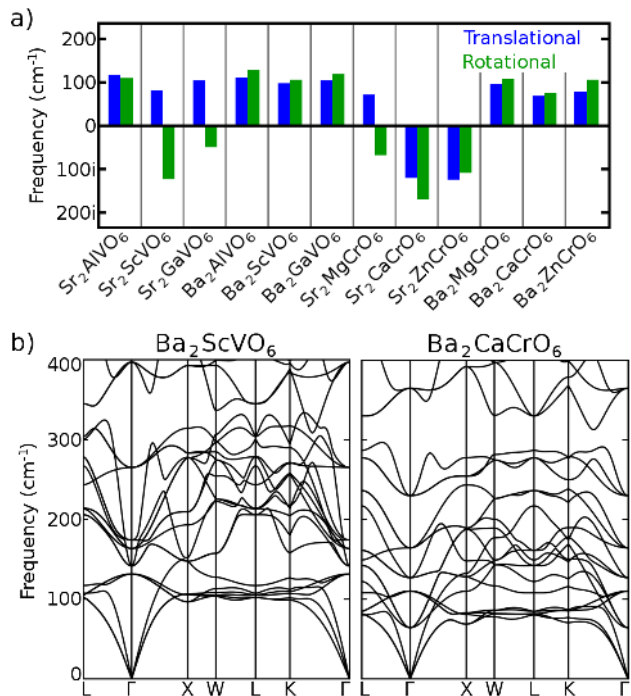 a)
200
Translational
Rotational
100
0
100i
200i
Frequency (cm⁻¹)
Sr₂AlVO₆
Sr₂ScVO₆
Sr₂GaVO₆
Ba₂AlVO₆
Ba₂ScVO₆
Ba₂GaVO₆
Sr₂MgCrO₆
Sr₂CaCrO₆
Sr₂ZnCrO₆
Ba₂MgCrO₆
Ba₂CaCrO₆
Ba₂ZnCrO₆
b) Ba₂ScVO₆ Ba₂CaCrO₆
400
300
200
100
0
Frequency (cm⁻¹)
L Γ X W L K Γ L Γ X W L K Γ